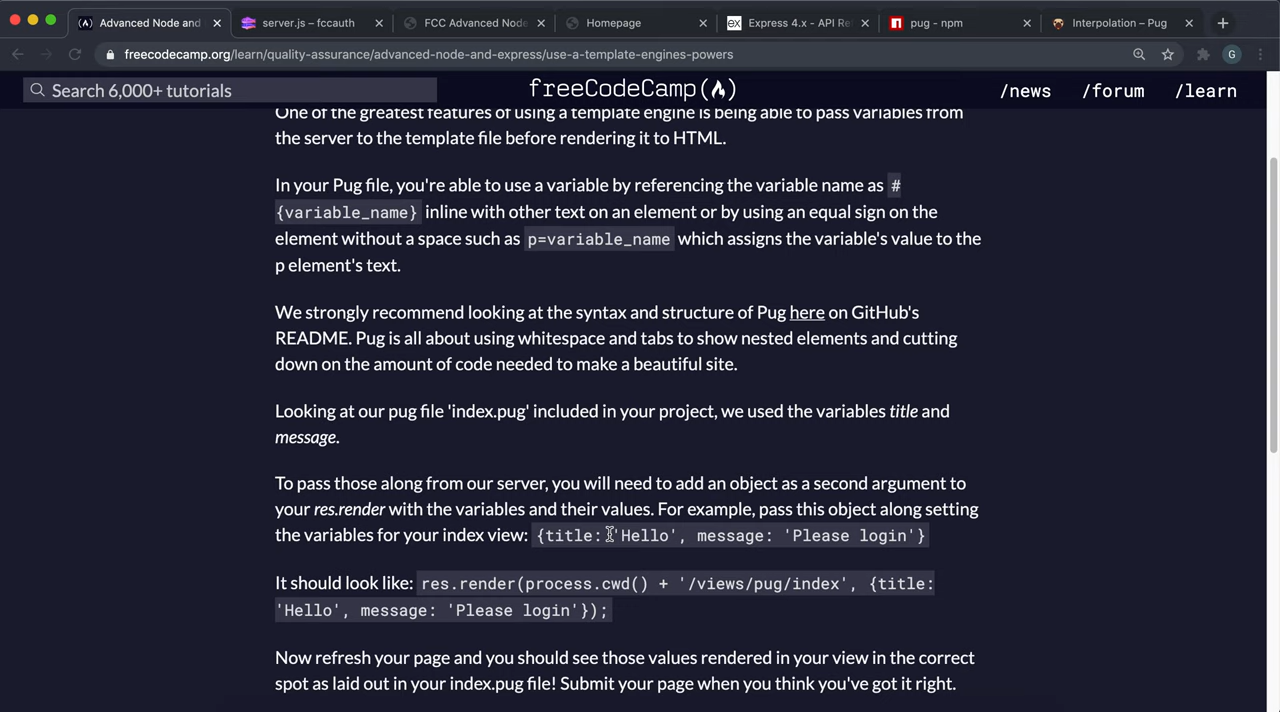 Advanced Node and
server.js – fccauth
FCC Advanced Node
Homepage
Express 4.x - API Re
pug - npm
Interpolation – Pug
freecodecamp.org/learn/quality-assurance/advanced-node-and-express/use-a-template-engines-powers
G
Search 6,000+ tutorials
freeCodeCamp
/news
/forum
/learn
One of the greatest features of using a template engine is being able to pass variables from
the server to the template file before rendering it to HTML.
In your Pug file, you're able to use a variable by referencing the variable name as #
{variable_name} inline with other text on an element or by using an equal sign on the
element without a space such as p=variable_name which assigns the variable's value to the
p element's text.
We strongly recommend looking at the syntax and structure of Pug here on GitHub's
README. Pug is all about using whitespace and tabs to show nested elements and cutting
down on the amount of code needed to make a beautiful site.
Looking at our pug file 'index.pug' included in your project, we used the variables title and
message.
To pass those along from our server, you will need to add an object as a second argument to
your res.render with the variables and their values. For example, pass this object along setting
the variables for your index view: {title: 'Hello', message: 'Please login'}
It should look like: res.render(process.cwd() + '/views/pug/index', {title:
'Hello', message: 'Please login'});
Now refresh your page and you should see those values rendered in your view in the correct
spot as laid out in your index.pug file! Submit your page when you think you've got it right.